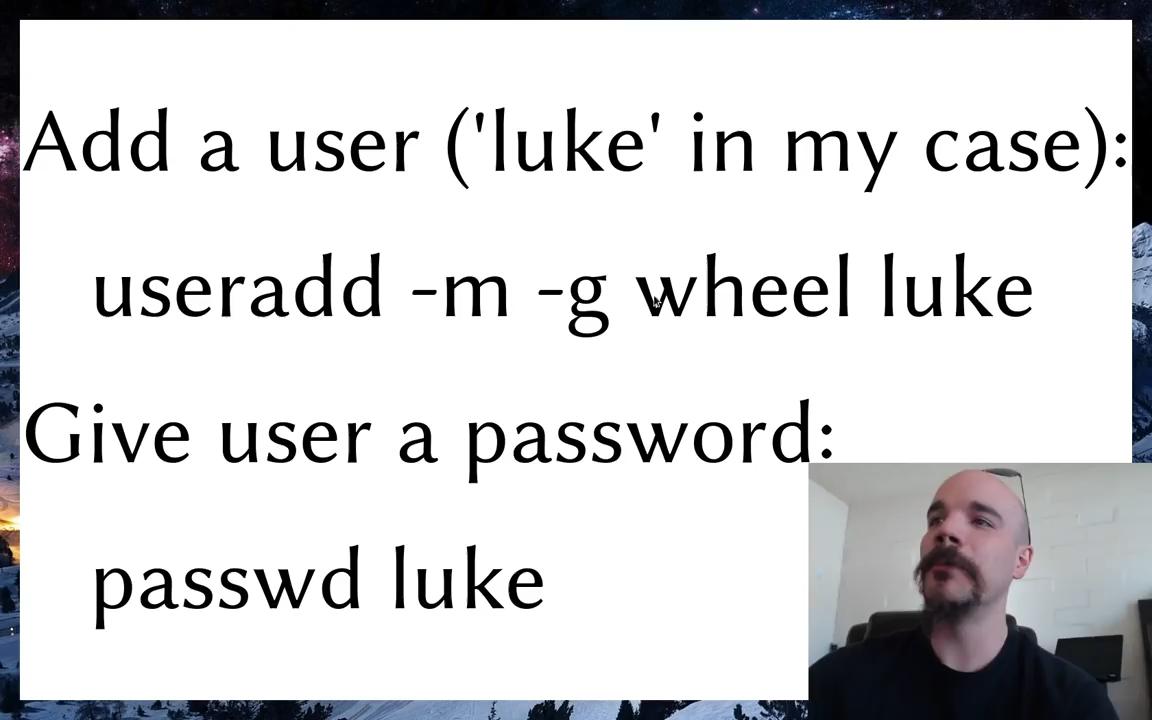 Add a user ('luke' in my case):
useradd -m -g wheel luke
Give user a password:
passwd luke